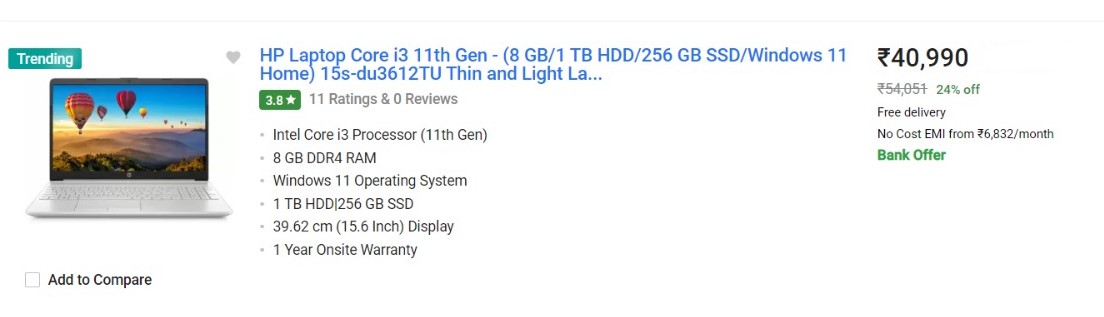 Trending
HP Laptop Core i3 11th Gen - (8 GB/1 TB HDD/256 GB SSD/Windows 11
Home) 15s-du3612TU Thin and Light La...
3.8★ 11 Ratings & 0 Reviews
• Intel Core i3 Processor (11th Gen)
• 8 GB DDR4 RAM
• Windows 11 Operating System
• 1 TB HDD|256 GB SSD
• 39.62 cm (15.6 Inch) Display
• 1 Year Onsite Warranty
Add to Compare
₹40,990
₹54,051 24% off
Free delivery
No Cost EMI from ₹6,832/month
Bank Offer